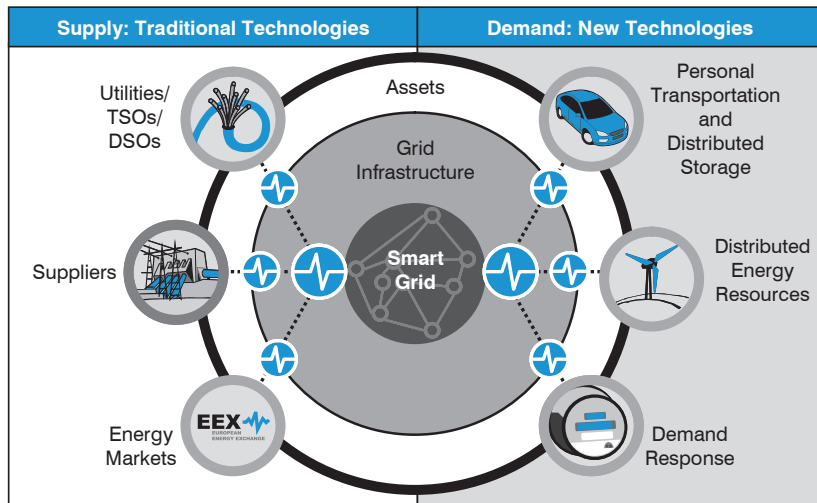 Supply: Traditional Technologies
Demand: New Technologies
Utilities/
TSOs/
DSOs
Assets
Personal
Transportation
and
Distributed
Storage
Grid
Infrastructure
Suppliers
Smart
Grid
Distributed
Energy
Resources
Energy
Markets
EEX
EUROPEAN
ENERGY EXCHANGE
Demand
Response